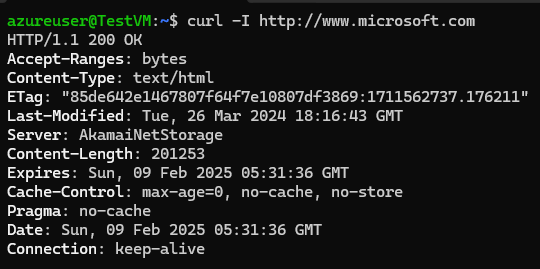 azureuser@TestVM:~$ curl -I http://www.microsoft.com
HTTP/1.1 200 OK
Accept-Ranges: bytes
Content-Type: text/html
ETag: "85de642e1467807f64f7e10807df3869:1711562737.176211"
Last-Modified: Tue, 26 Mar 2024 18:16:43 GMT
Server: AkamaiNetStorage
Content-Length: 201253
Expires: Sun, 09 Feb 2025 05:31:36 GMT
Cache-Control: max-age=0, no-cache, no-store
Pragma: no-cache
Date: Sun, 09 Feb 2025 05:31:36 GMT
Connection: keep-alive